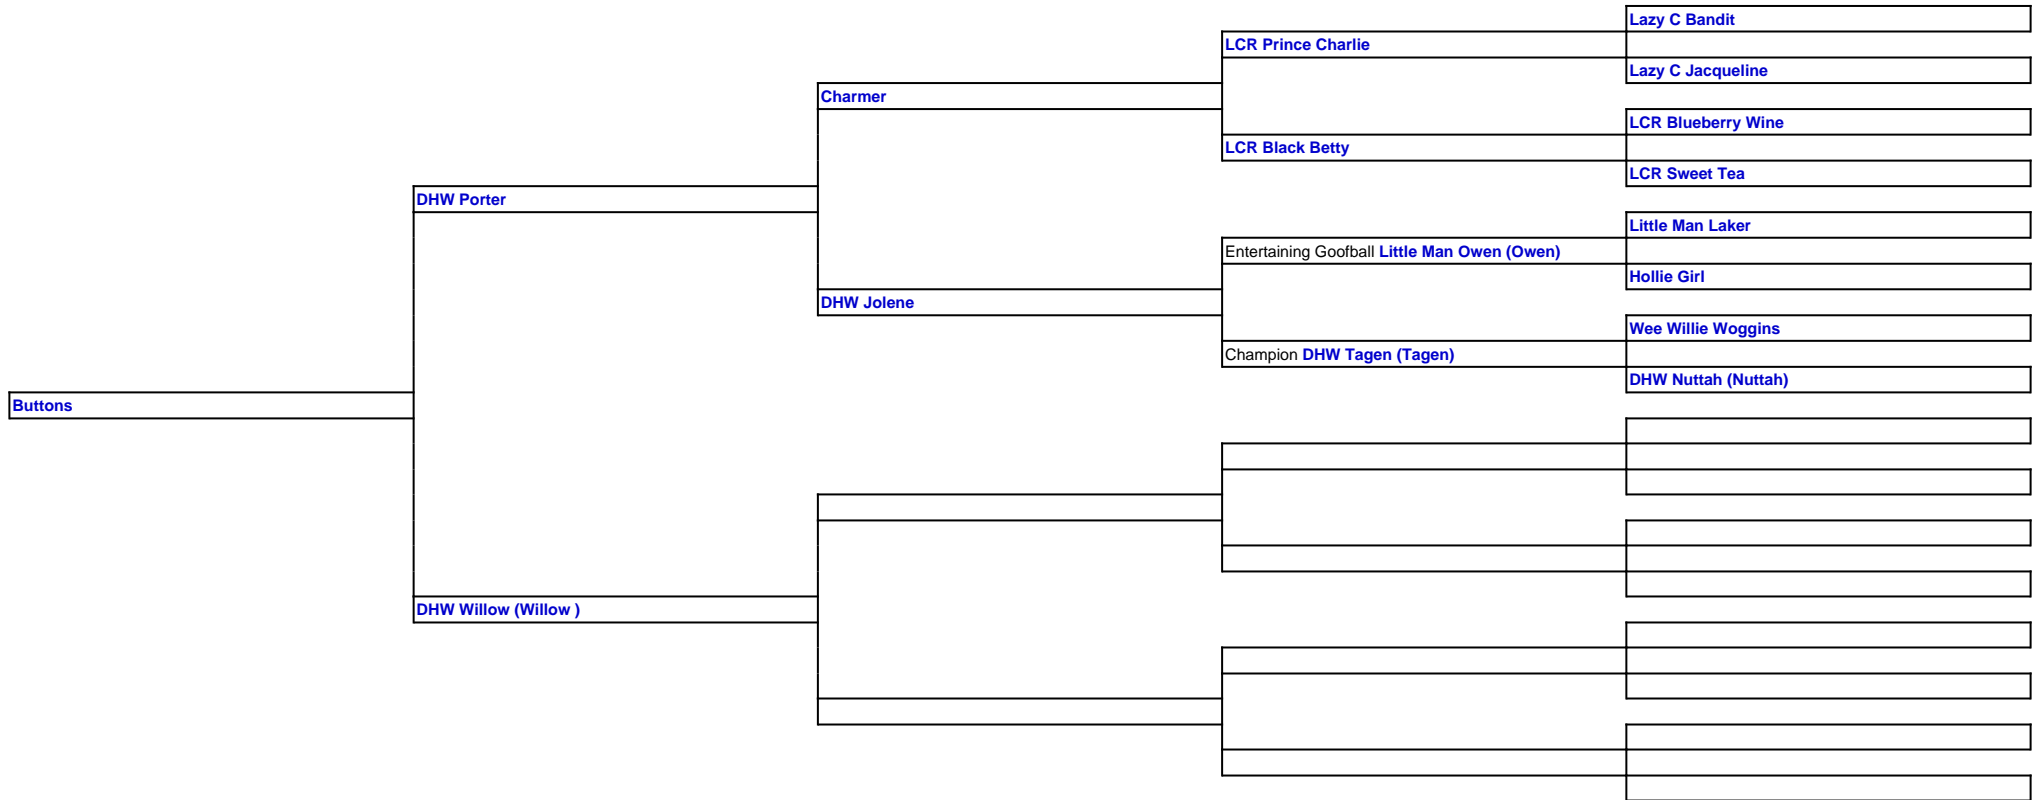 Lazy C Bandit
LCR Prince Charlie
Lazy C Jacqueline
Charmer
LCR Blueberry Wine
LCR Black Betty
LCR Sweet Tea
DHW Porter
Little Man Laker
Entertaining Goofball Little Man Owen (Owen)
Hollie Girl
DHW Jolene
Wee Willie Woggins
Champion DHW Tagen (Tagen)
DHW Nuttah (Nuttah)
Buttons
DHW Willow (Willow )